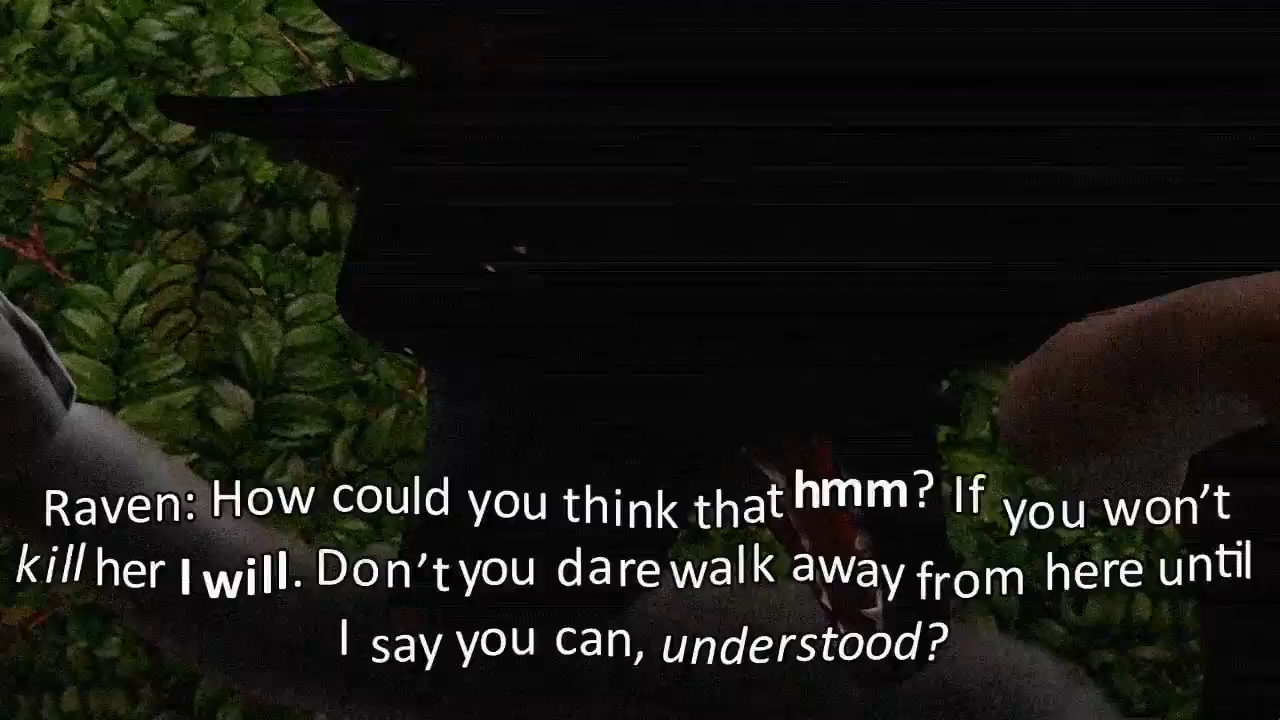 Raven: How could you think that hmm? If you won't
kill her I will. Don't you dare walk away from here until
I say you can, understood?